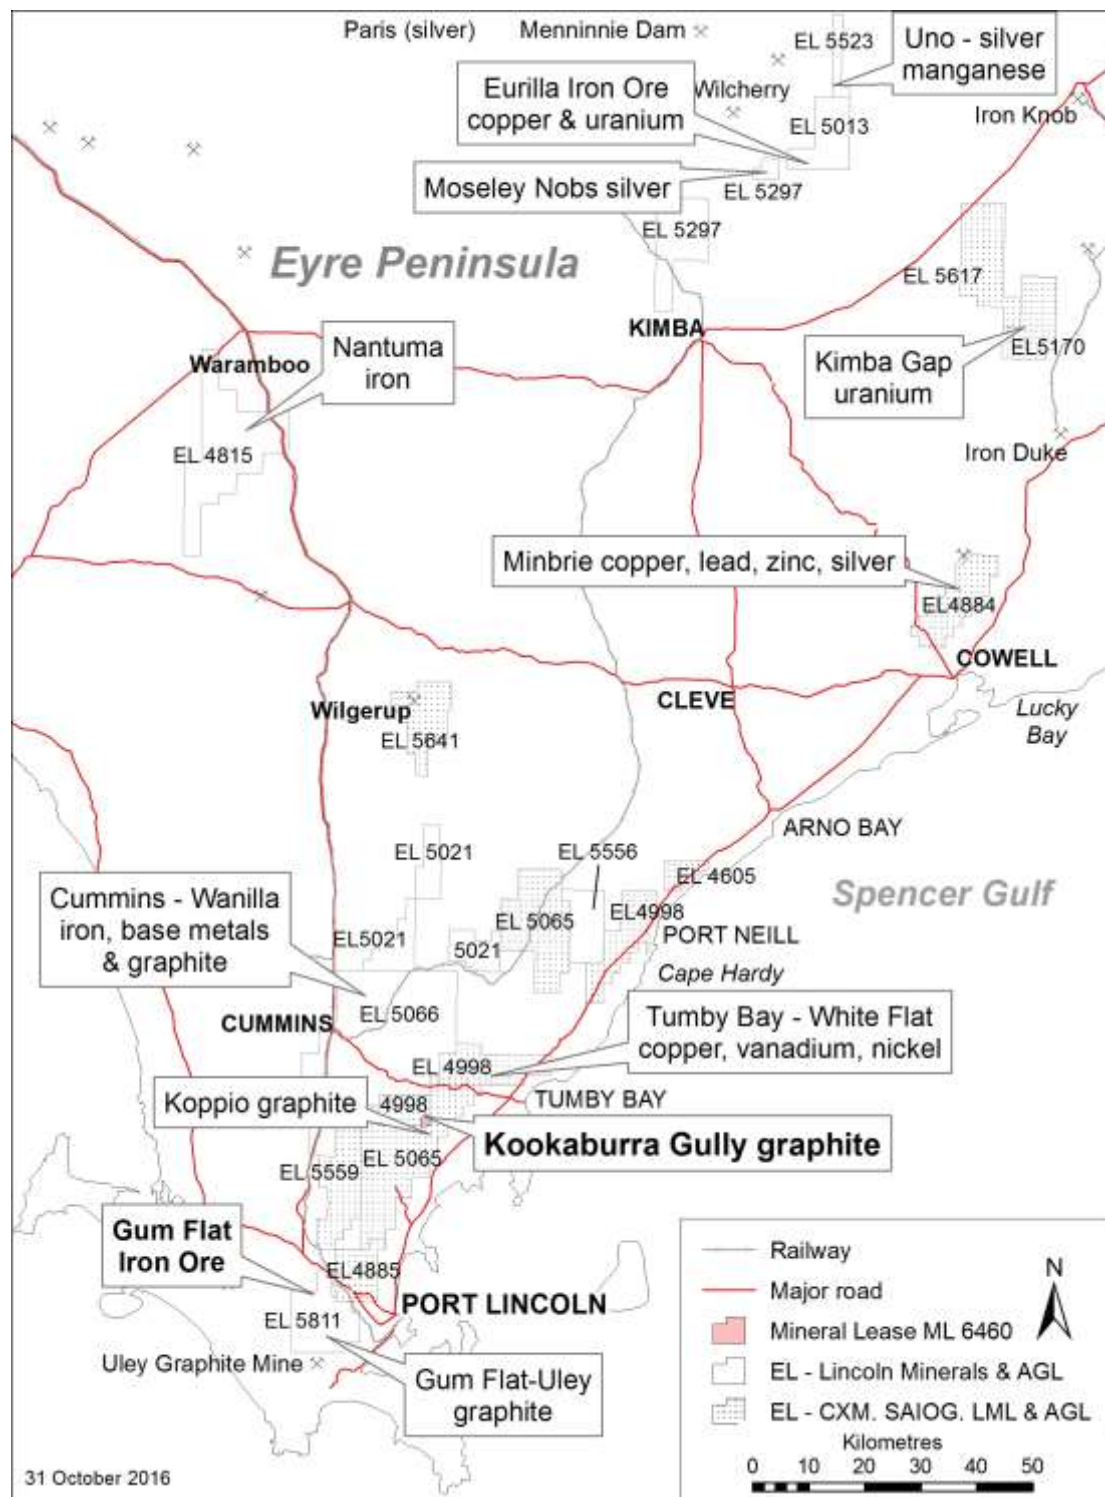 Paris (silver)
Menninnie Dam
EL 5523
Uno - silver
manganese
Eurilla Iron Ore
copper & uranium
Wilcherry
Iron Knob
EL 5013
Moseley Nobs silver
EL 5297
EL 5297
Eyre Peninsula
EL 5617
KIMBA
Nantuma
iron
Waramboo
EL5170
Kimba Gap
uranium
EL 4815
Iron Duke
Minbrie copper, lead, zinc, silver
EL4884
COWELL
CLEVE
Lucky
Bay
Wilgerup
EL 5641
ARNO BAY
EL 5021
EL 5556
EL 4605
Cummins - Wanilla
iron, base metals
& graphite
Spencer Gulf
EL 5065
EL4998
EL5021
5021
PORT NEILL
Cape Hardy
EL 5066
CUMMINS
Tumby Bay - White Flat
copper, vanadium, nickel
EL 4998
Koppio graphite
4998
TUMBY BAY
Kookaburra Gully graphite
EL 5559
EL 5065
Gum Flat
Iron Ore
EL4885
PORT LINCOLN
EL 5811
Uley Graphite Mine
Gum Flat-Uley
graphite
Railway
Major road
N
Mineral Lease ML 6460
EL - Lincoln Minerals & AGL
EL - CXM, SAIOG, LML & AGL
Kilometres
0 10 20 30 40 50
31 October 2016